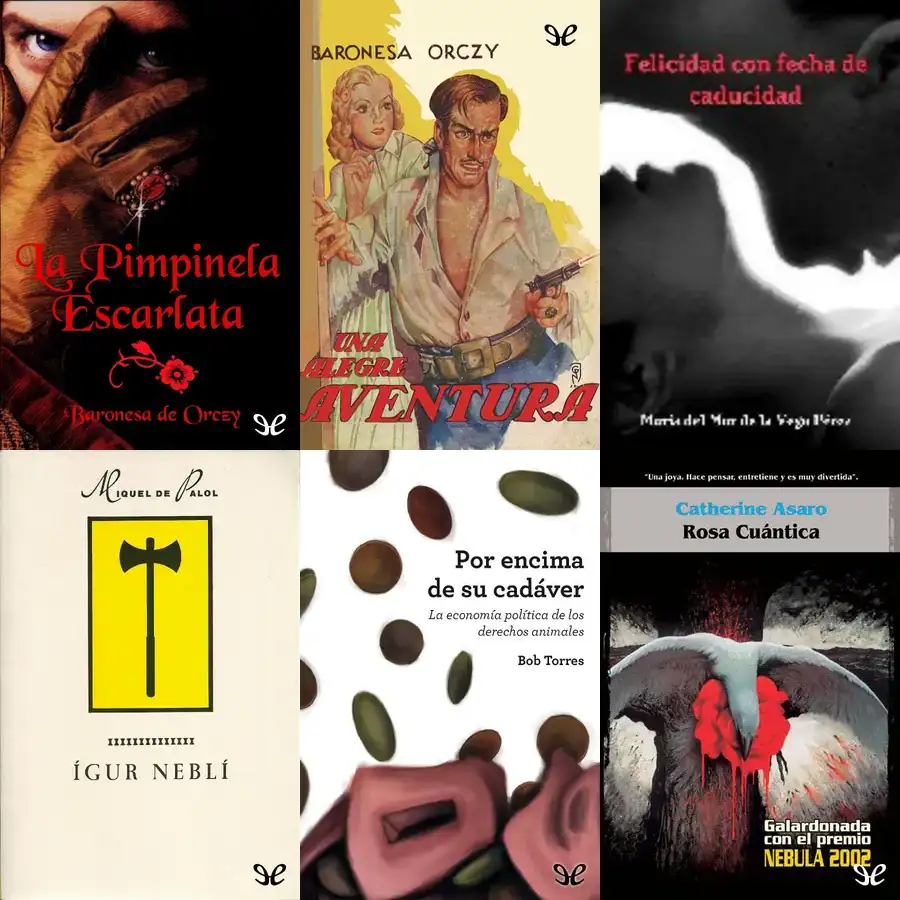 La Pimpinela
Escarlata
Baronesa de Orczy
BARONESA ORCZY
UNA
ALEGRE
AVENTURA
Felicidad con fecha de
caducidad
María del Mar de la Vega Pérez
MIQUEL DE PALOL
ÍGUR NEBLÍ
Por encima
de su cadáver
La economía política de los
derechos animales
Bob Torres
"Una joya. Hace pensar, entretiene y es muy divertida".
Catherine Asaro
Rosa Cuántica
Galardonada
con el premio
NEBULA 2002